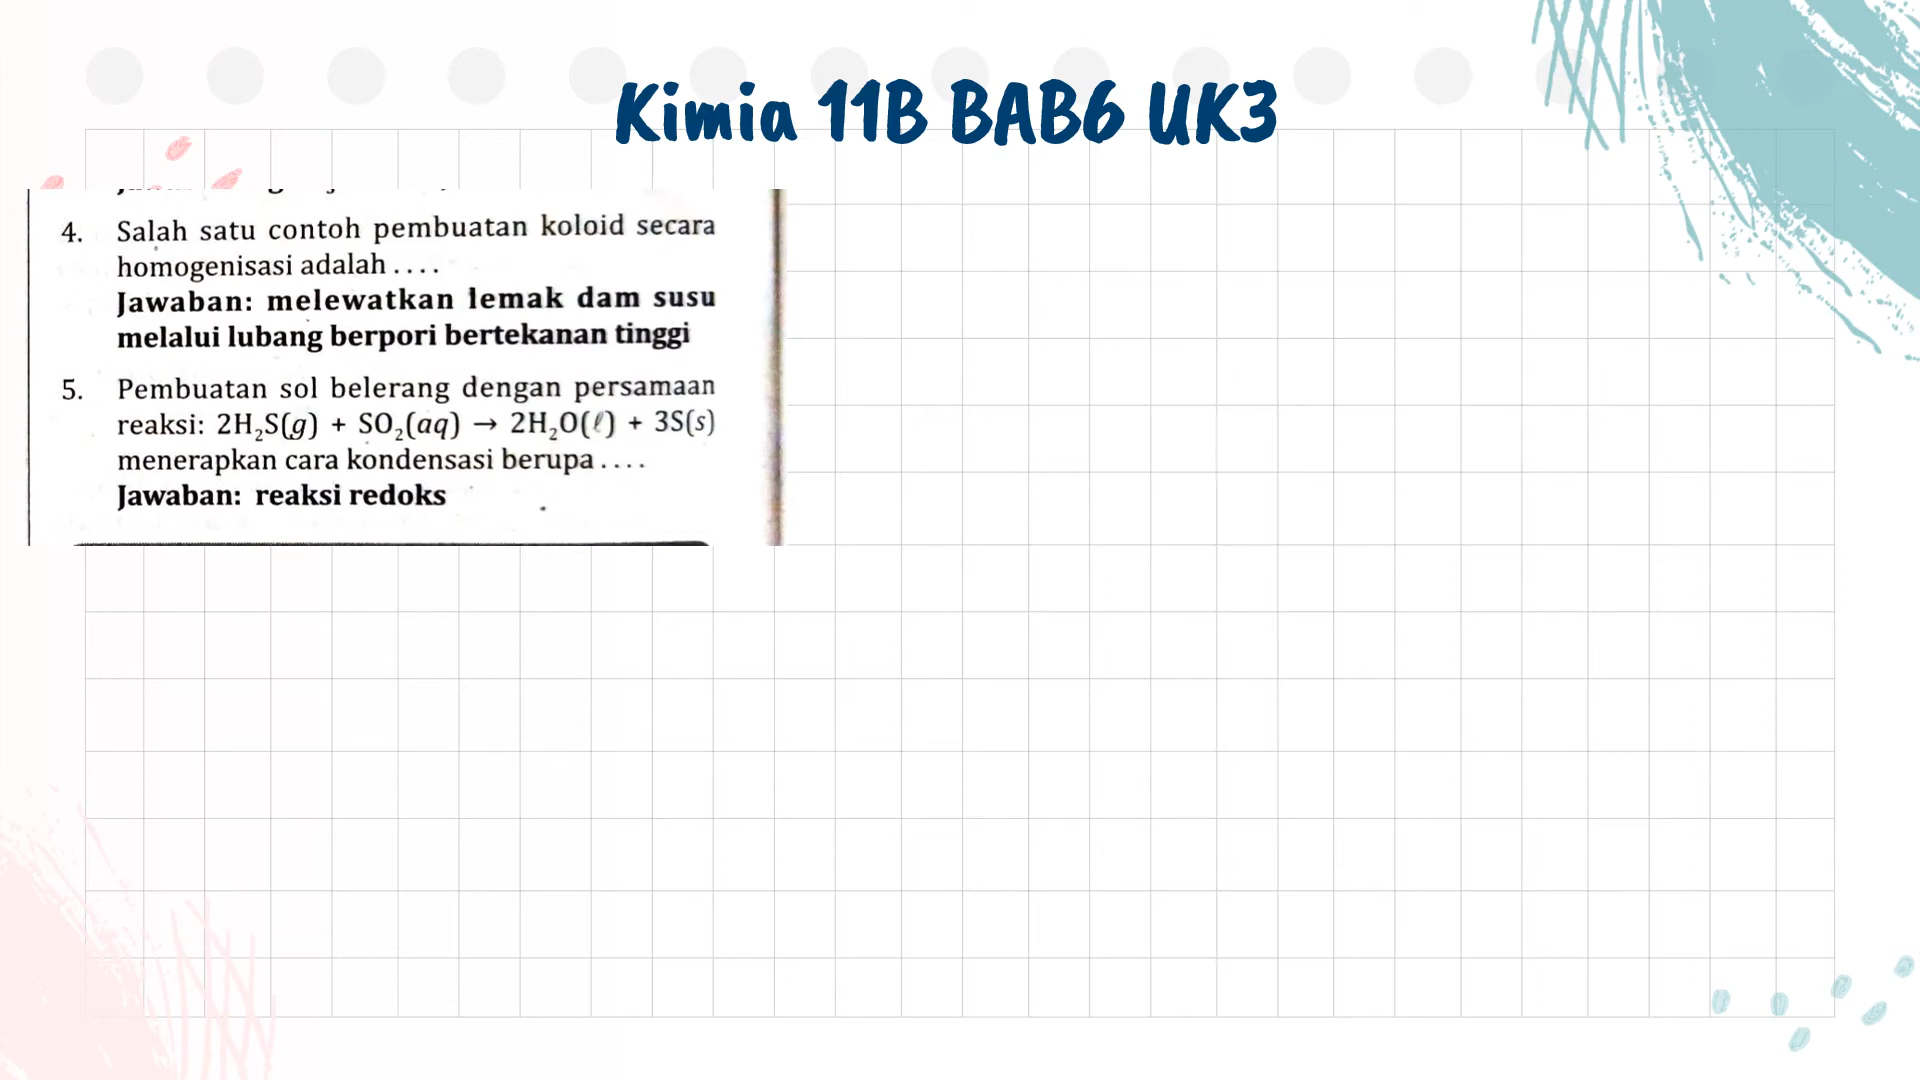 Kimia 11B BAB6 UK3
4. Salah satu contoh pembuatan koloid secara
homogenisasi adalah . . . .
Jawaban: melewatkan lemak dam susu
melalui lubang berpori bertekanan tinggi
5. Pembuatan sol belerang dengan persamaan
reaksi: 2H₂S(g) + SO₂(aq) → 2H₂O(ℓ) + 3S(s)
menerapkan cara kondensasi berupa . . . .
Jawaban: reaksi redoks